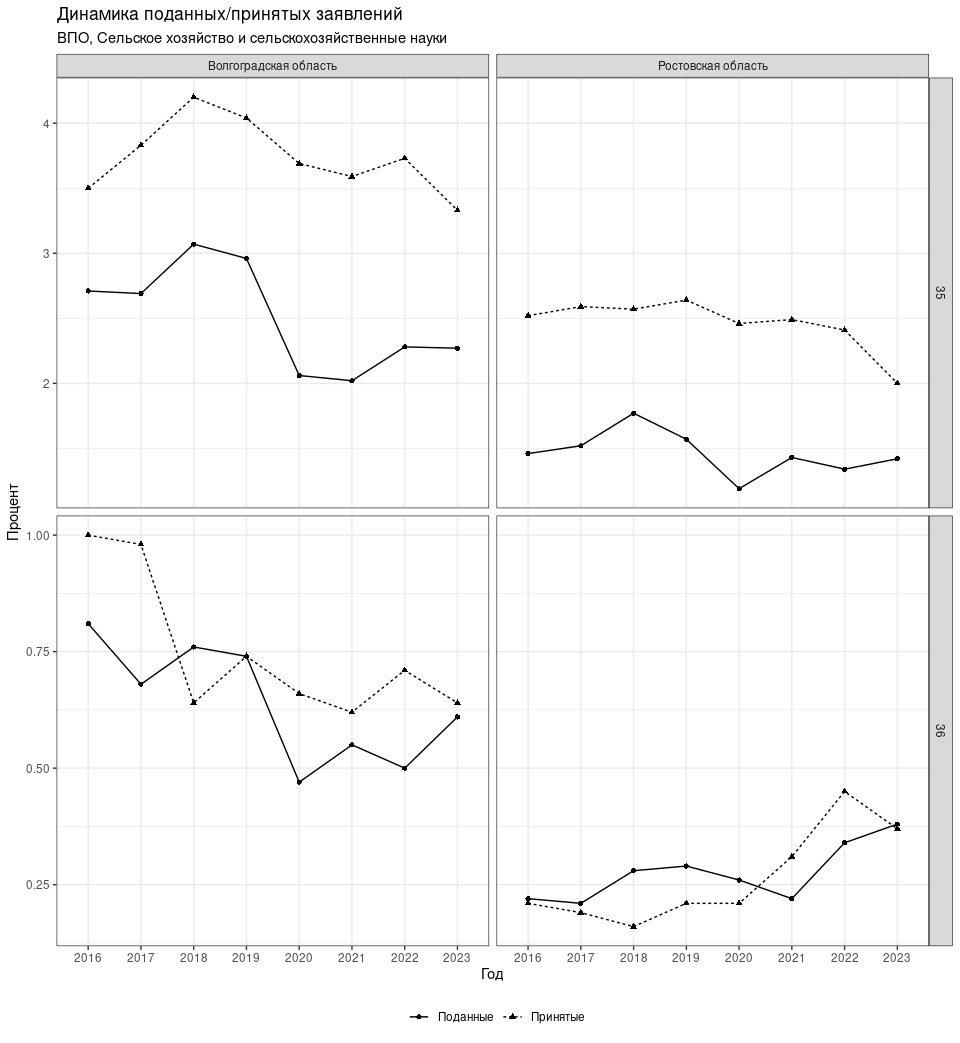 Динамика поданных/принятых заявлений
ВПО, Сельское хозяйство и сельскохозяйственные науки
Волгоградская область
Ростовская область
4
3
2
35
Процент
1.00
0.75
0.50
0.25
36
2016 2017 2018 2019 2020 2021 2022 2023
2016 2017 2018 2019 2020 2021 2022 2023
Год
Поданные Принятые